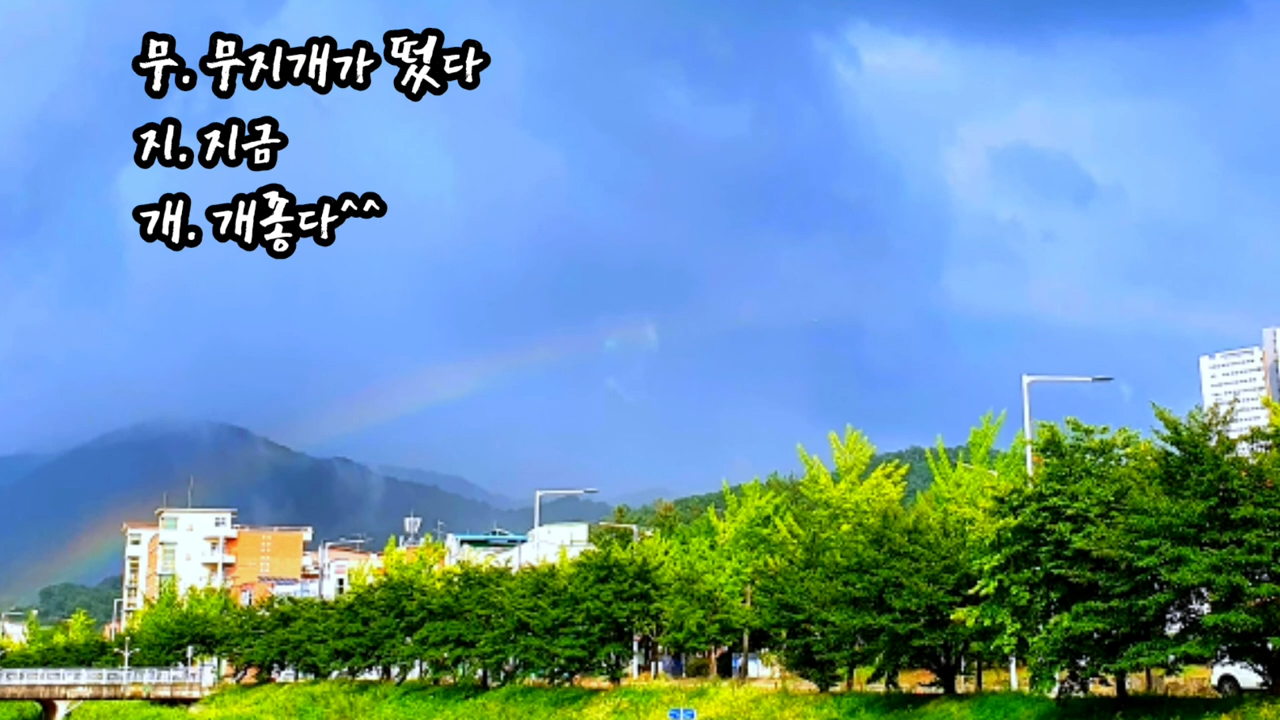 무. 무지개가 떴다
지. 지금
개. 개좋다^^